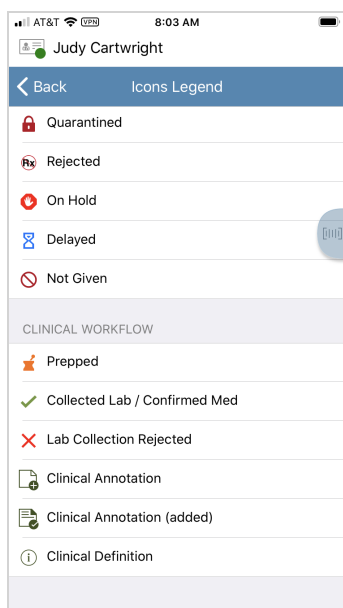 AT&T VPN 8:03 AM
Judy Cartwright
Back Icons Legend
Quarantined
Rx Rejected
On Hold
Delayed
Not Given
CLINICAL WORKFLOW
Prepped
Collected Lab / Confirmed Med
Lab Collection Rejected
Clinical Annotation
Clinical Annotation (added)
i Clinical Definition